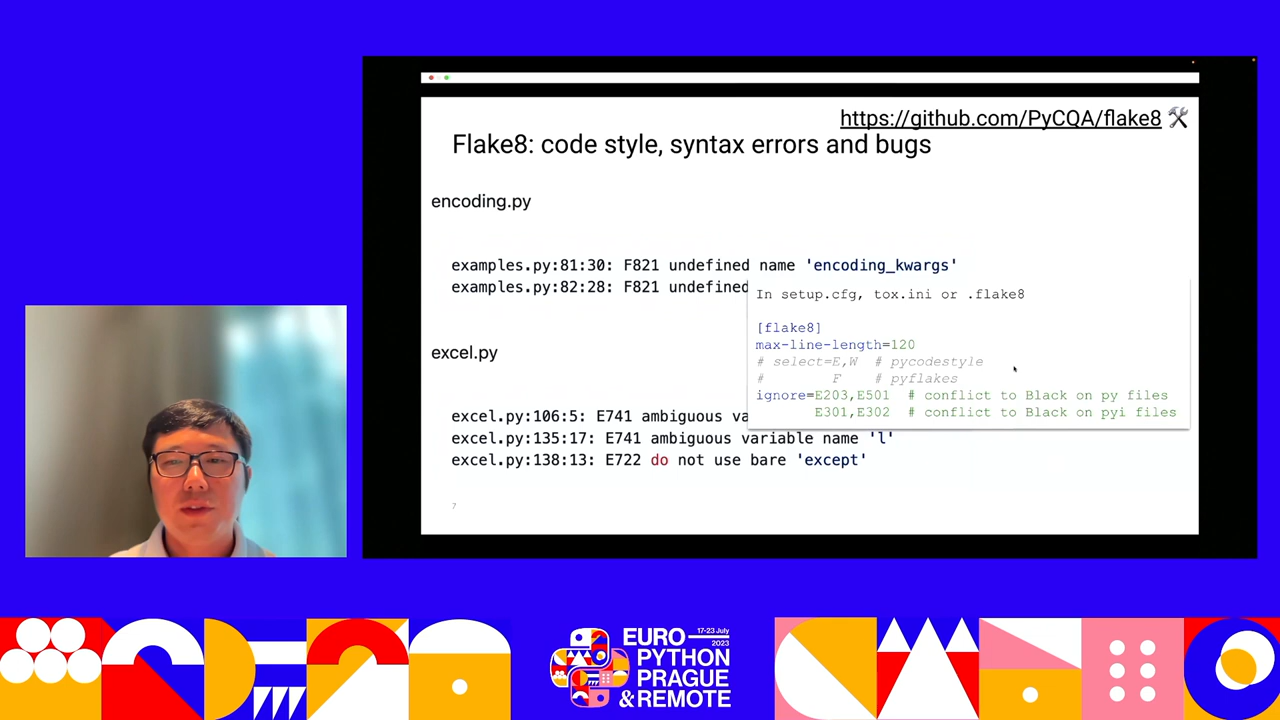 https://github.com/PyCQA/flake8
Flake8: code style, syntax errors and bugs
encoding.py
examples.py:81:30: F821 undefined name 'encoding_kwargs'
examples.py:82:28: F821 undefined
In setup.cfg, tox.ini or .flake8
[flake8]
max-line-length=120
# select=E,W # pycodestyle
# F # pyflakes
ignore=E203,E501 # conflict to Black on py files
E301,E302 # conflict to Black on pyi files
excel.py
excel.py:106:5: E741 ambiguous va
excel.py:135:17: E741 ambiguous variable name 'l'
excel.py:138:13: E722 do not use bare 'except'
7
EURO
17-23 July
2023
PYTHON
PRAGUE
& REMOTE